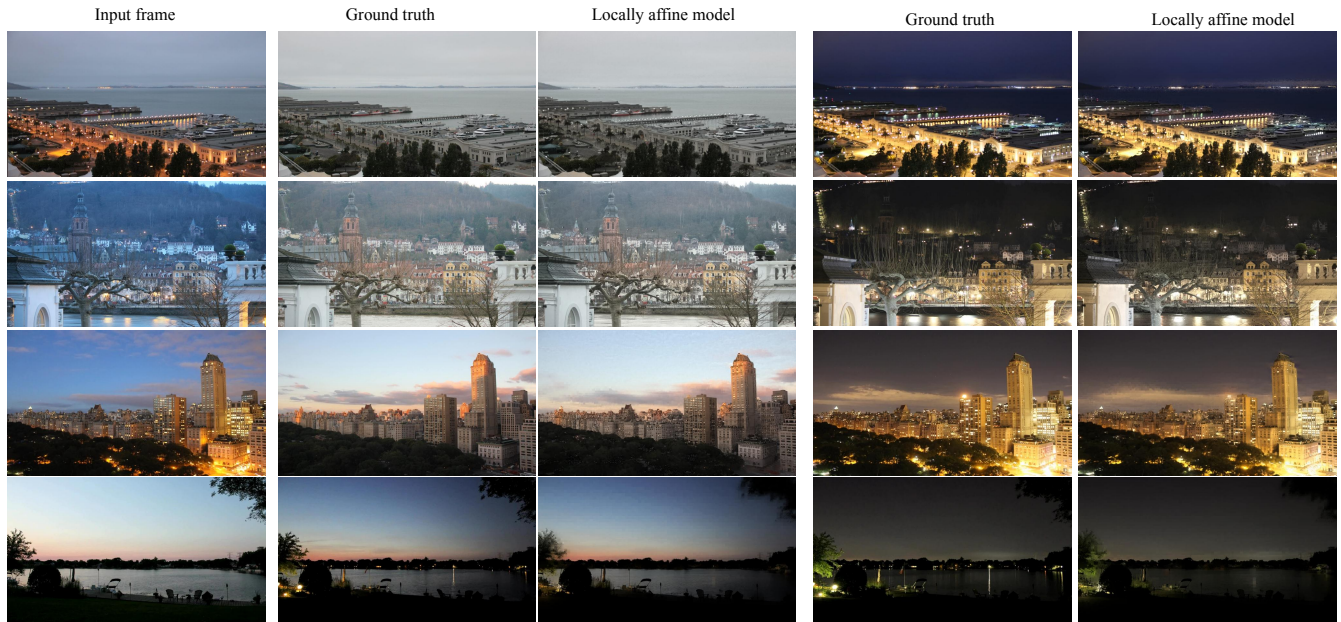 Input frame
Ground truth
Locally affine model
Ground truth
Locally affine model